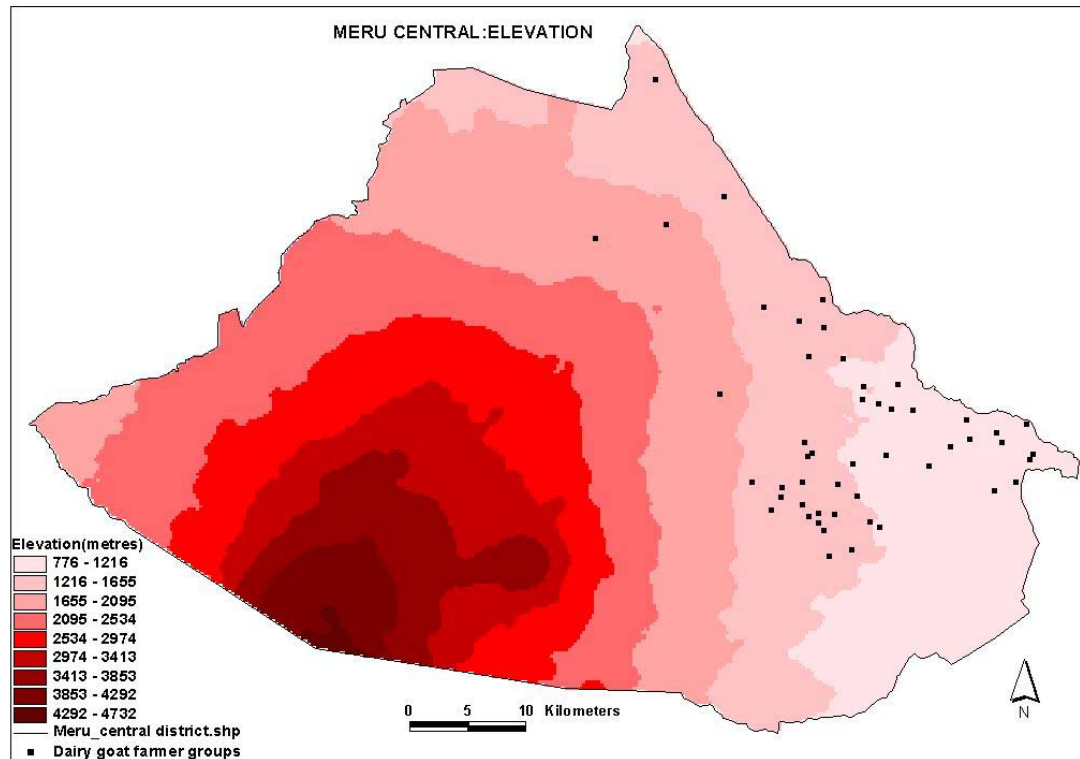 MERU CENTRAL:ELEVATION
Elevation(metres)
776 - 1216
1216 - 1655
1655 - 2095
2095 - 2534
2534 - 2974
2974 - 3413
3413 - 3853
3853 - 4292
4292 - 4732
Meru_central district.shp
Dairy goat farmer groups
0 5 10 Kilometers
N